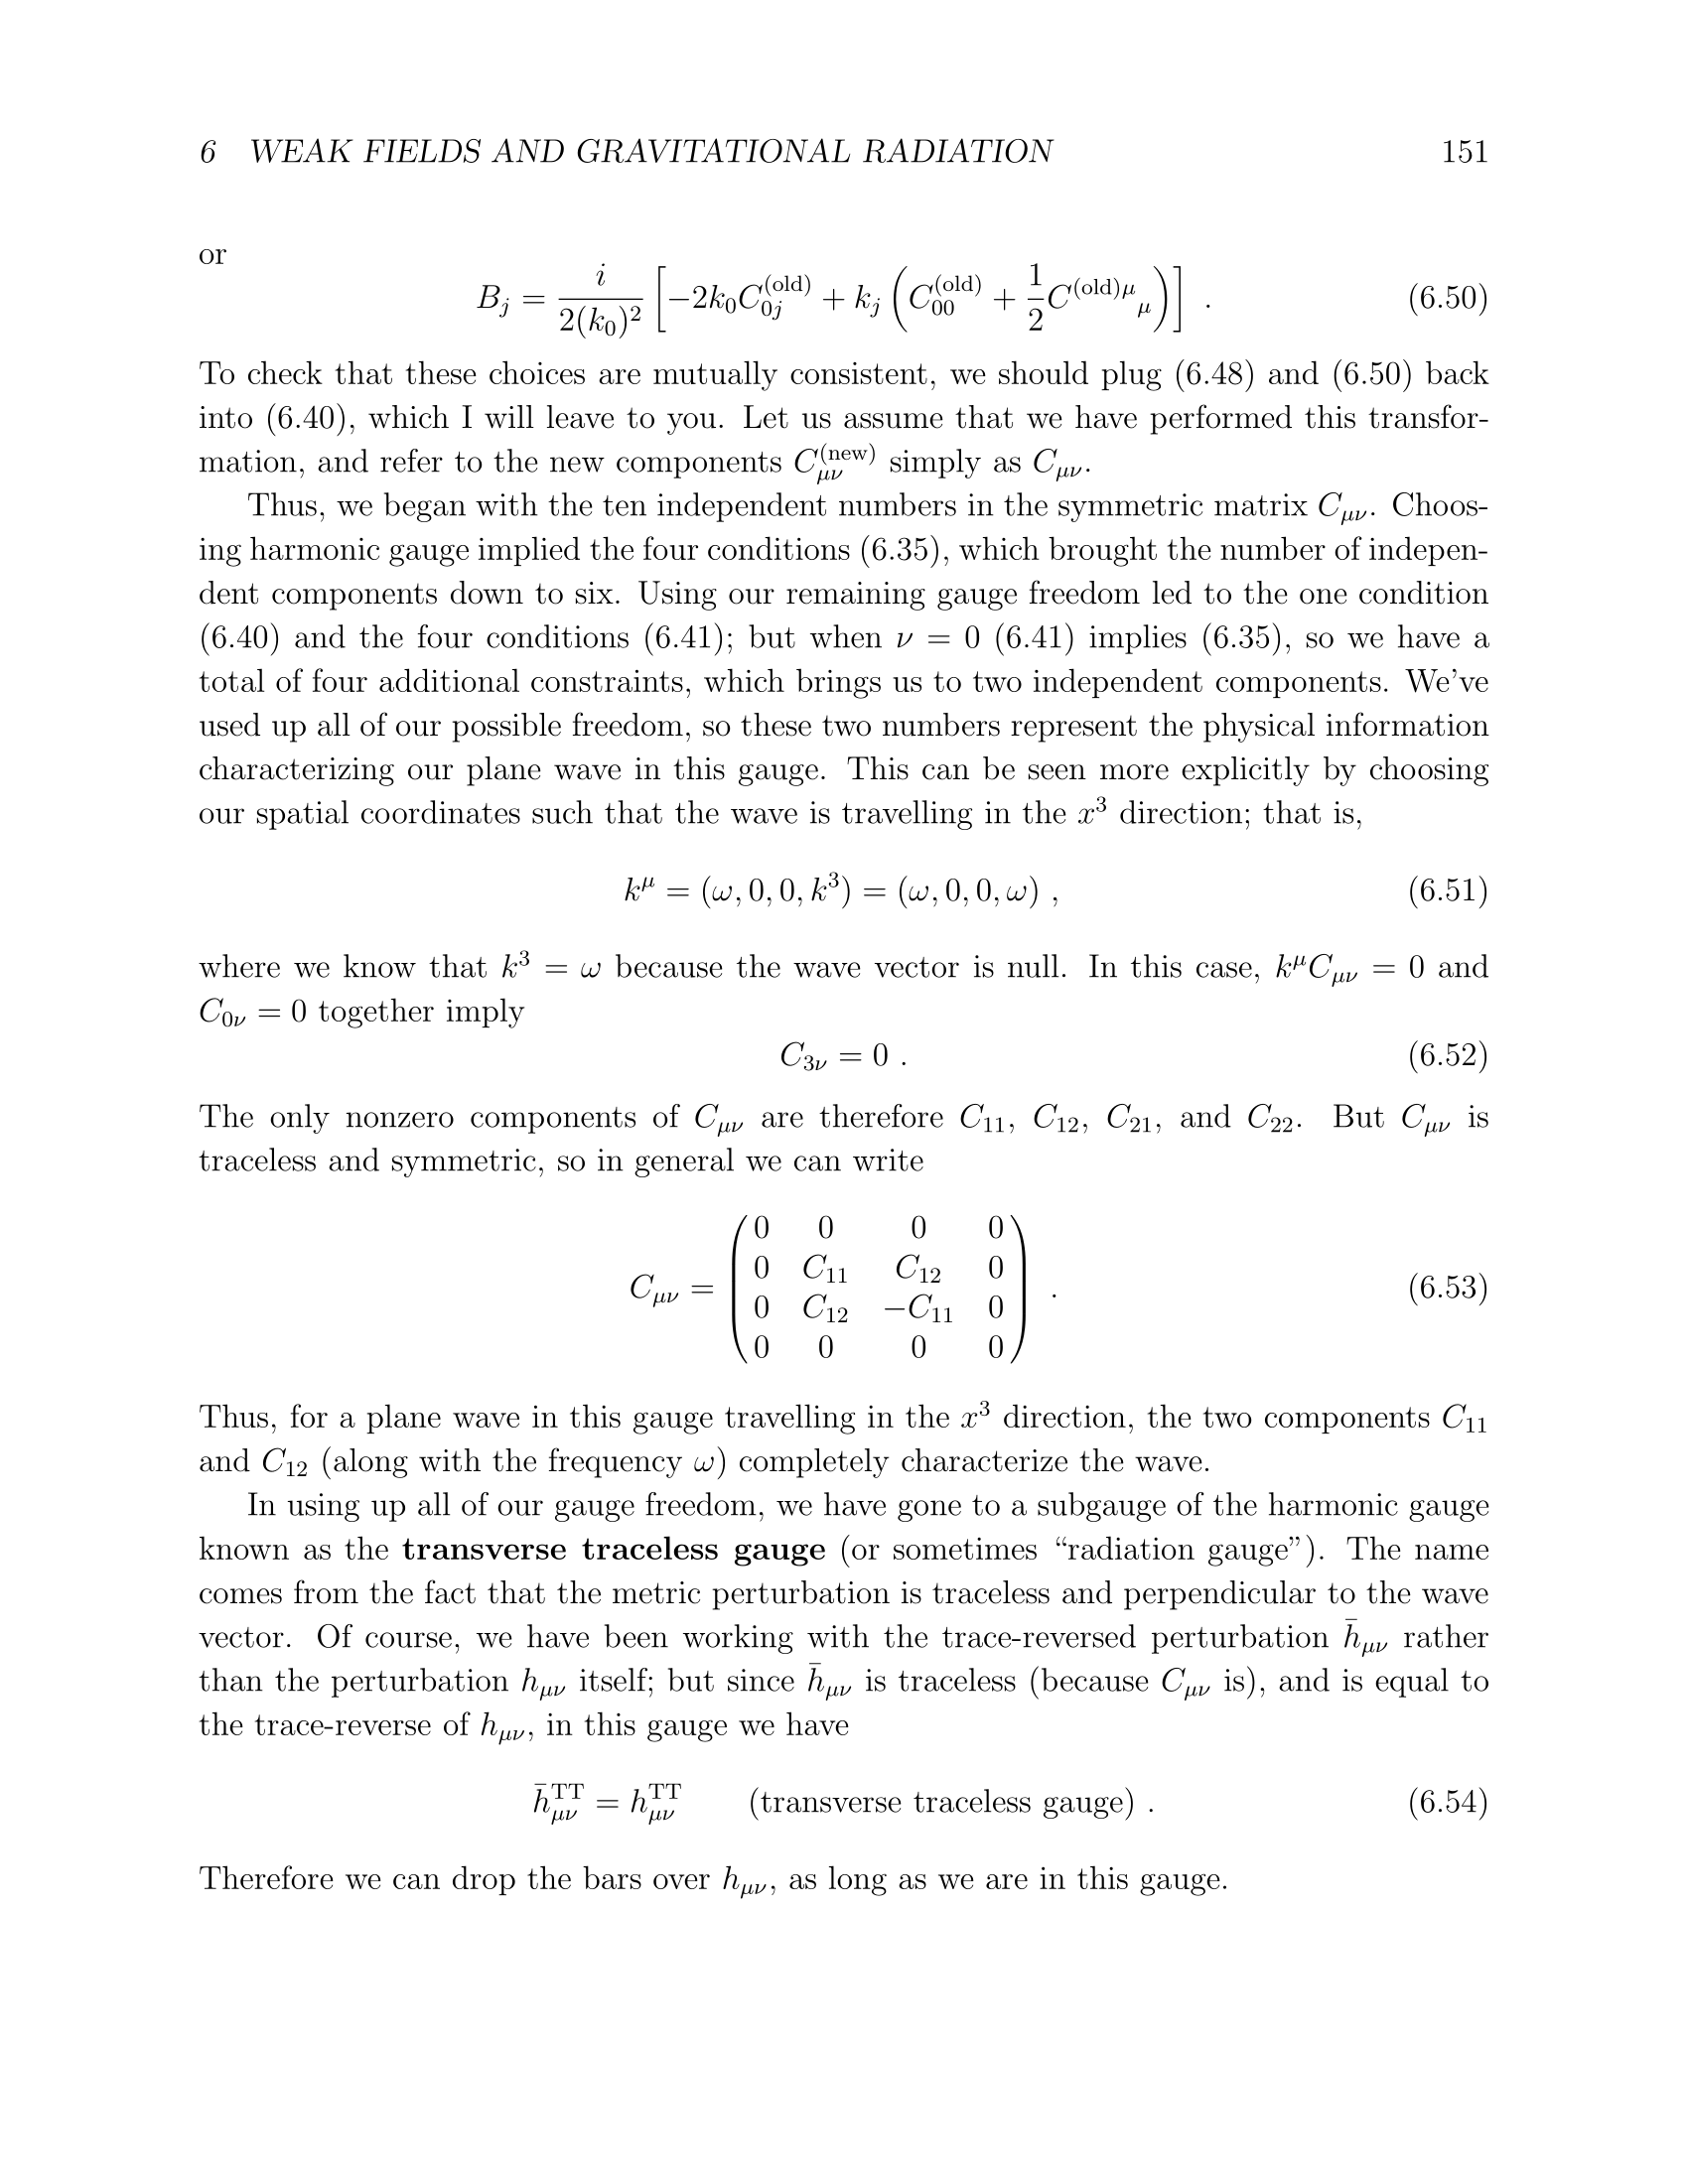 6 WEAK FIELDS AND GRAVITATIONAL RADIATION 151
or
B_j = \frac{i}{2(k_0)^2} \left[ -2k_0 C_{0j}^{(\text{old})} + k_j \left( C_{00}^{(\text{old})} + \frac{1}{2} C^{(\text{old})\mu}{}_{\mu} \right) \right] . (6.50)
To check that these choices are mutually consistent, we should plug (6.48) and (6.50) back
into (6.40), which I will leave to you. Let us assume that we have performed this transfor-
mation, and refer to the new components C_{\mu\nu}^{(\text{new})} simply as C_{\mu\nu}.
Thus, we began with the ten independent numbers in the symmetric matrix C_{\mu\nu}. Choos-
ing harmonic gauge implied the four conditions (6.35), which brought the number of indepen-
dent components down to six. Using our remaining gauge freedom led to the one condition
(6.40) and the four conditions (6.41); but when ν = 0 (6.41) implies (6.35), so we have a
total of four additional constraints, which brings us to two independent components. We've
used up all of our possible freedom, so these two numbers represent the physical information
characterizing our plane wave in this gauge. This can be seen more explicitly by choosing
our spatial coordinates such that the wave is travelling in the x^3 direction; that is,
k^\mu = (\omega, 0, 0, k^3) = (\omega, 0, 0, \omega) , (6.51)
where we know that k^3 = \omega because the wave vector is null. In this case, k^\mu C_{\mu\nu} = 0 and
C_{0\nu} = 0 together imply
C_{3\nu} = 0 . (6.52)
The only nonzero components of C_{\mu\nu} are therefore C_{11}, C_{12}, C_{21}, and C_{22}. But C_{\mu\nu} is
traceless and symmetric, so in general we can write
C_{\mu\nu} = \begin{pmatrix} 0 & 0 & 0 & 0 \\ 0 & C_{11} & C_{12} & 0 \\ 0 & C_{12} & -C_{11} & 0 \\ 0 & 0 & 0 & 0 \end{pmatrix} . (6.53)
Thus, for a plane wave in this gauge travelling in the x^3 direction, the two components C_{11}
and C_{12} (along with the frequency \omega) completely characterize the wave.
In using up all of our gauge freedom, we have gone to a subgauge of the harmonic gauge
known as the transverse traceless gauge (or sometimes “radiation gauge”). The name
comes from the fact that the metric perturbation is traceless and perpendicular to the wave
vector. Of course, we have been working with the trace-reversed perturbation \bar{h}_{\mu\nu} rather
than the perturbation h_{\mu\nu} itself; but since \bar{h}_{\mu\nu} is traceless (because C_{\mu\nu} is), and is equal to
the trace-reverse of h_{\mu\nu}, in this gauge we have
\bar{h}_{\mu\nu}^{\text{TT}} = h_{\mu\nu}^{\text{TT}} (transverse traceless gauge) . (6.54)
Therefore we can drop the bars over h_{\mu\nu}, as long as we are in this gauge.